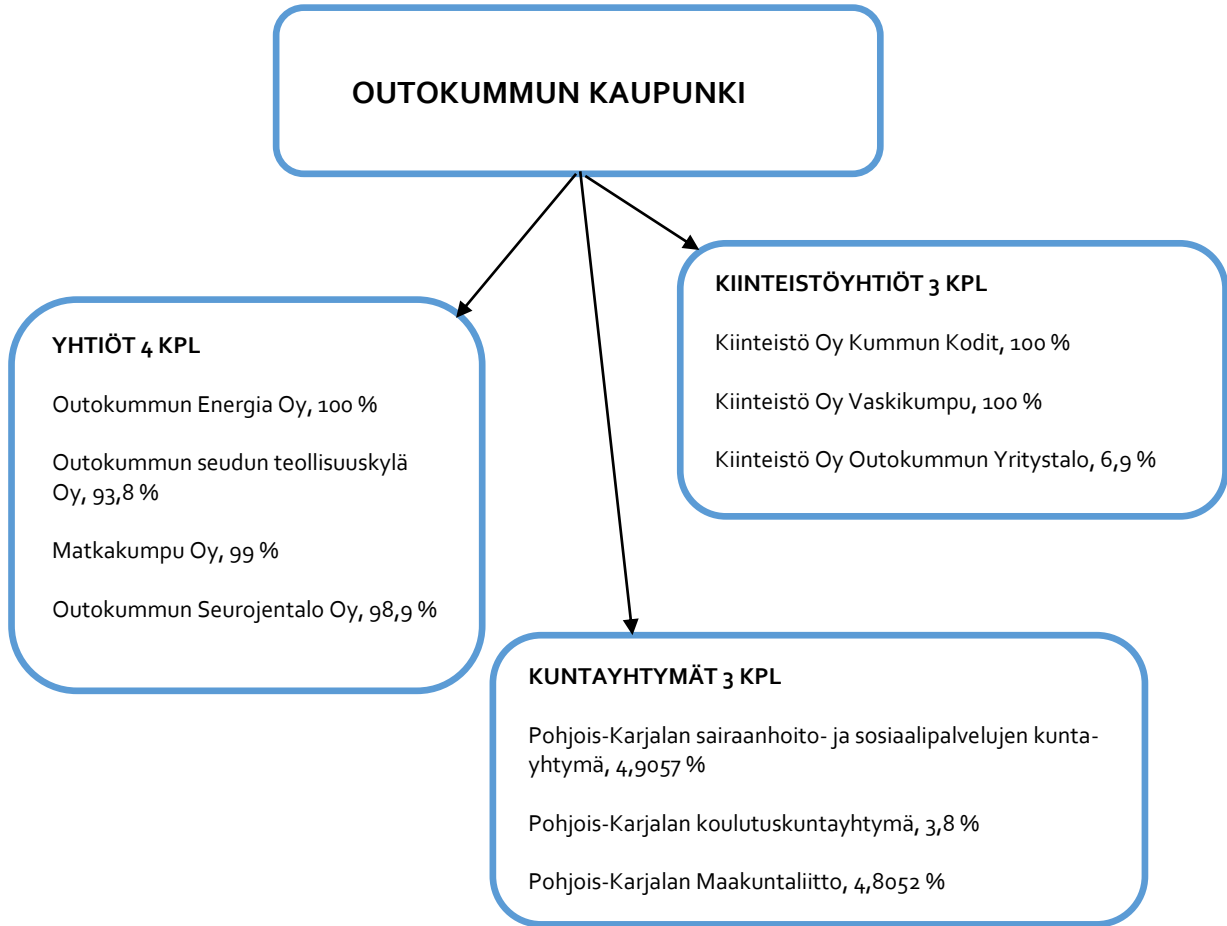 OUTOKUMMUN KAUPUNKI
YHTIÖT 4 KPL
Outokummun Energia Oy, 100 %
Outokummun seudun teollisuuskylä
Oy, 93,8 %
Matkakumpu Oy, 99 %
Outokummun Seurojentalo Oy, 98,9 %
KIINTEISTÖYHTIÖT 3 KPL
Kiinteistö Oy Kummun Kodit, 100 %
Kiinteistö Oy Vaskikumpu, 100 %
Kiinteistö Oy Outokummun Yritystalo, 6,9 %
KUNTAYHTYMÄT 3 KPL
Pohjois-Karjalan sairaanhoito- ja sosiaalipalvelujen kunta-
yhtymä, 4,9057 %
Pohjois-Karjalan koulutuskuntayhtymä, 3,8 %
Pohjois-Karjalan Maakuntaliitto, 4,8052 %